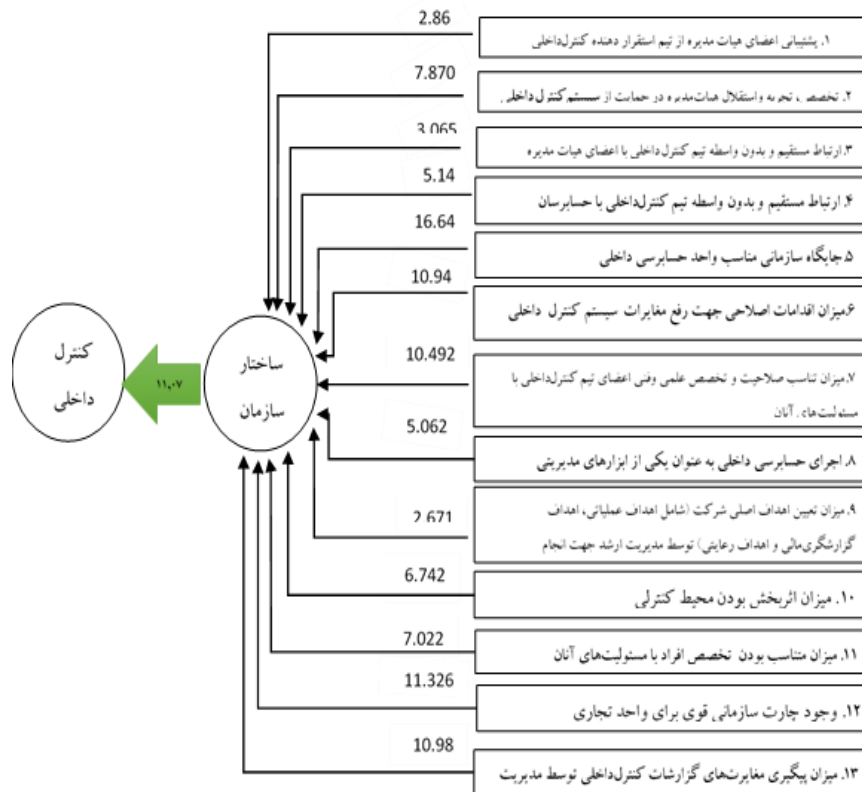 2.86
۱. پشتیبانی اعضای هیات مدیره از تیم استقرار دهنده کنترل‌داخلی
7.870
۲. تخصص، تجربه واستقلال هیات‌مدیره در حمایت از سیستم‌کنترل‌داخلی
3.065
۳.ارتباط مستقیم و بدون واسطه تیم کنترل‌داخلی با اعضای هیات مدیره
5.14
۴. ارتباط مستقیم و بدون واسطه تیم کنترل‌داخلی با حسابرسان
16.64
۵.جایگاه سازمانی مناسب واحد حسابرسی داخلی
10.94
۶.میزان اقدامات اصلاحی جهت رفع مغایرات سیستم کنترل داخلی
10.492
۷.میزان تناسب صلاحیت و تخصص علمی وفنی اعضای تیم کنترل‌داخلی با
مسئولیت‌های آنان
5.062
۸. اجرای حسابرسی داخلی به عنوان یکی از ابزارهای مدیریتی
2.671
۹. میزان تعیین اهداف اصلی شرکت (شامل اهداف عملیاتی، اهداف
گزارشگری‌مالی و اهداف رعایتی) توسط مدیریت ارشد جهت انجام
6.742
۱۰. میزان اثربخش بودن محیط کنترلی
7.022
۱۱. میزان متناسب بودن تخصص افراد با مسئولیت‌های آنان
11.326
۱۲. وجود چارت سازمانی قوی برای واحد تجاری
10.98
۱۳. میزان پیگیری مغایرت‌های گزارشات کنترل‌داخلی توسط مدیریت
ساختار
سازمان
۱۱.۰۷
کنترل
داخلی